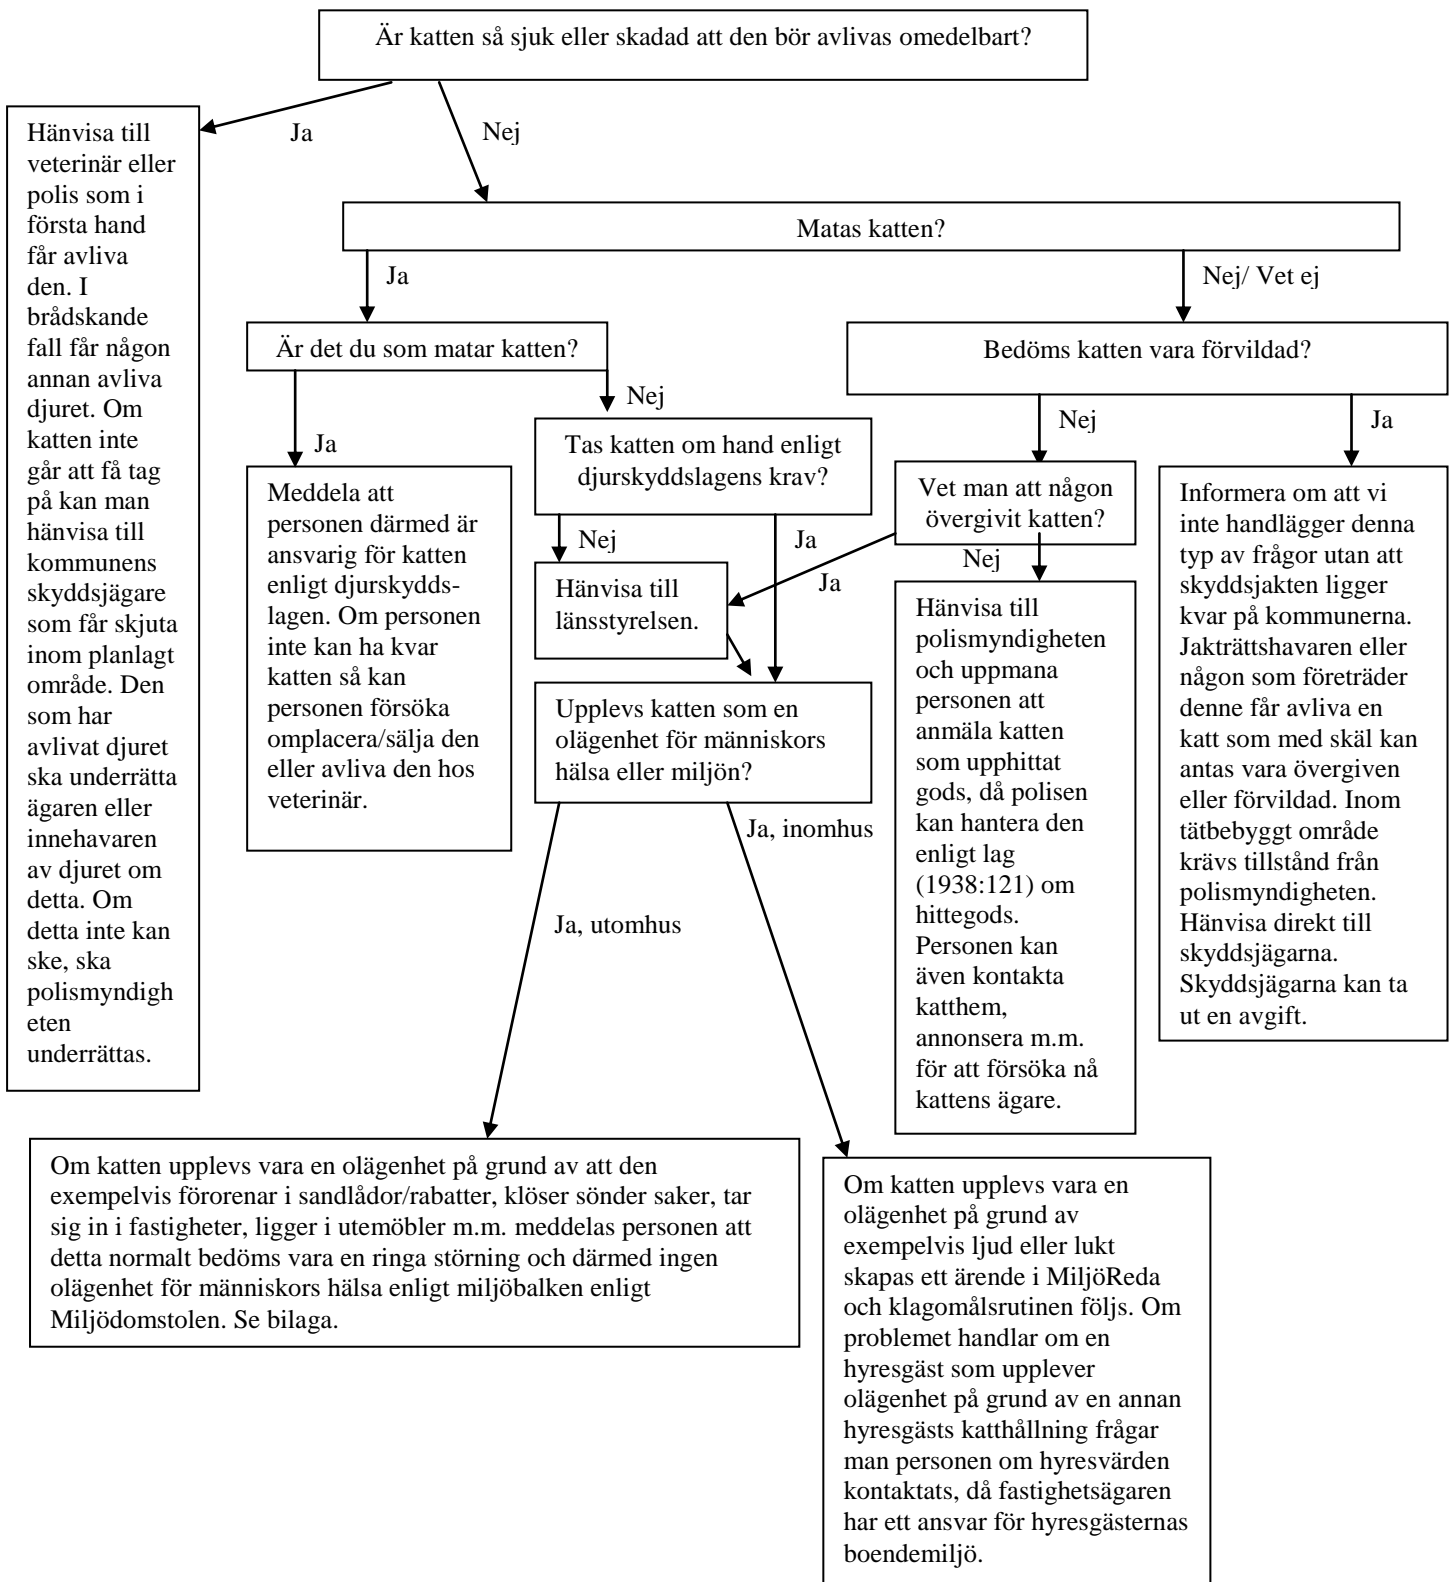 Är katten så sjuk eller skadad att den bör avlivas omedelbart?
Ja
Nej
Hänvisa till
veterinär eller
polis som i
första hand
får avliva
den. I
brådskande
fall får någon
annan avliva
djuret. Om
katten inte
går att få tag
på kan man
hänvisa till
kommunens
skyddsjägare
som får skjuta
inom planlagt
område. Den
som har
avlivat djuret
ska underrätta
ägaren eller
innehavaren
av djuret om
detta. Om
detta inte kan
ske, ska
polismyndigh
eten
underrättas.
Matas katten?
Ja
Nej/ Vet ej
Är det du som matar katten?
Ja
Nej
Meddela att
personen därmed är
ansvarig för katten
enligt djurskydds-
lagen. Om personen
inte kan ha kvar
katten så kan
personen försöka
omplacera/sälja den
eller avliva den hos
veterinär.
Tas katten om hand enligt
djurskyddslagens krav?
Nej
Ja
Hänvisa till
länsstyrelsen.
Bedöms katten vara förvildad?
Nej
Ja
Vet man att någon
övergivit katten?
Ja
Nej
Hänvisa till
polismyndigheten
och uppmana
personen att
anmäla katten
som upphittat
gods, då polisen
kan hantera den
enligt lag
(1938:121) om
hittegods.
Personen kan
även kontakta
katthem,
annonsera m.m.
för att försöka nå
kattens ägare.
Informera om att vi
inte handlägger denna
typ av frågor utan att
skyddsjakten ligger
kvar på kommunerna.
Jakträttshavaren eller
någon som företräder
denne får avliva en
katt som med skäl kan
antas vara övergiven
eller förvildad. Inom
tätbebyggt område
krävs tillstånd från
polismyndigheten.
Hänvisa direkt till
skyddsjägarna.
Skyddsjägarna kan ta
ut en avgift.
Upplevs katten som en
olägenhet för människors
hälsa eller miljön?
Ja, utomhus
Ja, inomhus
Om katten upplevs vara en olägenhet på grund av att den
exempelvis förorenar i sandlådor/rabatter, klöser sönder saker, tar
sig in i fastigheter, ligger i utemöbler m.m. meddelas personen att
detta normalt bedöms vara en ringa störning och därmed ingen
olägenhet för människors hälsa enligt miljöbalken enligt
Miljödomstolen. Se bilaga.
Om katten upplevs vara en
olägenhet på grund av
exempelvis ljud eller lukt
skapas ett ärende i MiljöReda
och klagomålsrutinen följs. Om
problemet handlar om en
hyresgäst som upplever
olägenhet på grund av en annan
hyresgästs katthållning frågar
man personen om hyresvärden
kontaktats, då fastighetsägaren
har ett ansvar för hyresgästernas
boendemiljö.